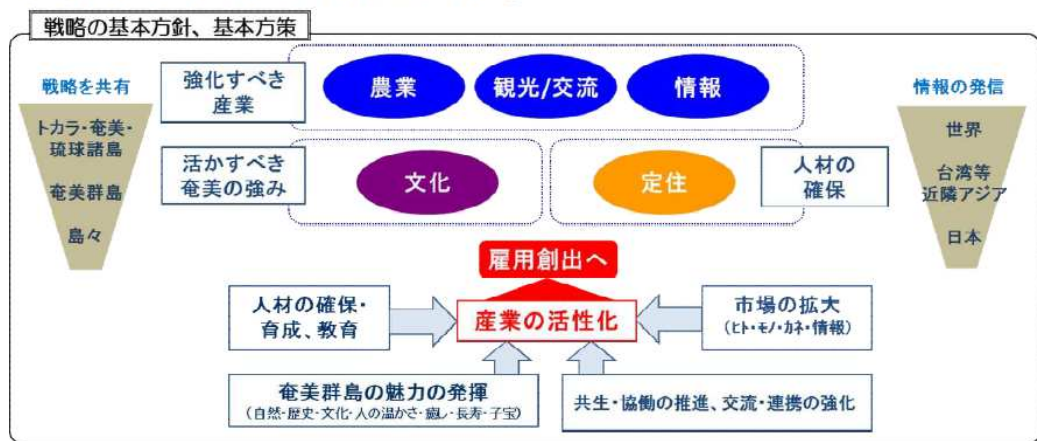 戦略の基本方針、基本方策
戦略を共有
トカラ・奄美・
琉球諸島
奄美群島
島々
強化すべき
産業
農業
観光/交流
情報
活かすべき
奄美の強み
文化
定住
人材の
確保
情報の発信
世界
台湾等
近隣アジア
日本
雇用創出へ
産業の活性化
人材の確保・
育成、教育
市場の拡大
(ヒト・モノ・カネ・情報)
奄美群島の魅力の発揮
(自然・歴史・文化・人の温かさ・癒し・長寿・子宝)
共生・協働の推進、交流・連携の強化